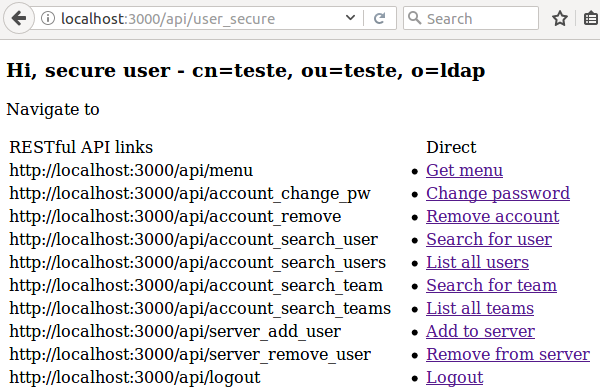 localhost:3000/api/user_secure
Search
Hi, secure user - cn=teste, ou=teste, o=ldap
Navigate to
RESTful API links Direct
http://localhost:3000/api/menu • Get menu
http://localhost:3000/api/account_change_pw • Change password
http://localhost:3000/api/account_remove • Remove account
http://localhost:3000/api/account_search_user • Search for user
http://localhost:3000/api/account_search_users • List all users
http://localhost:3000/api/account_search_team • Search for team
http://localhost:3000/api/account_search_teams • List all teams
http://localhost:3000/api/server_add_user • Add to server
http://localhost:3000/api/server_remove_user • Remove from server
http://localhost:3000/api/logout • Logout